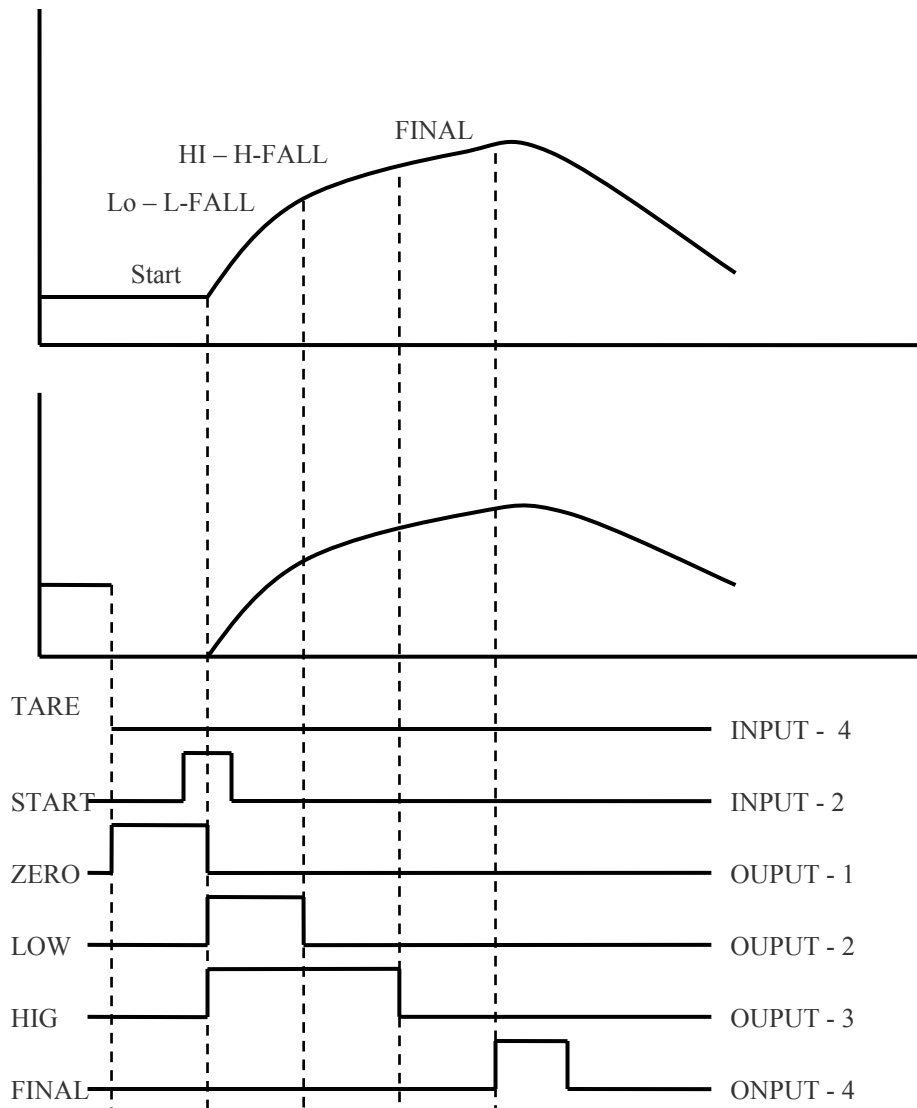 FINAL
HI – H-FALL
Lo – L-FALL
Start
TARE
INPUT - 4
START
INPUT - 2
ZERO
OUPUT - 1
LOW
OUPUT - 2
HIG
OUPUT - 3
FINAL
ONPUT - 4